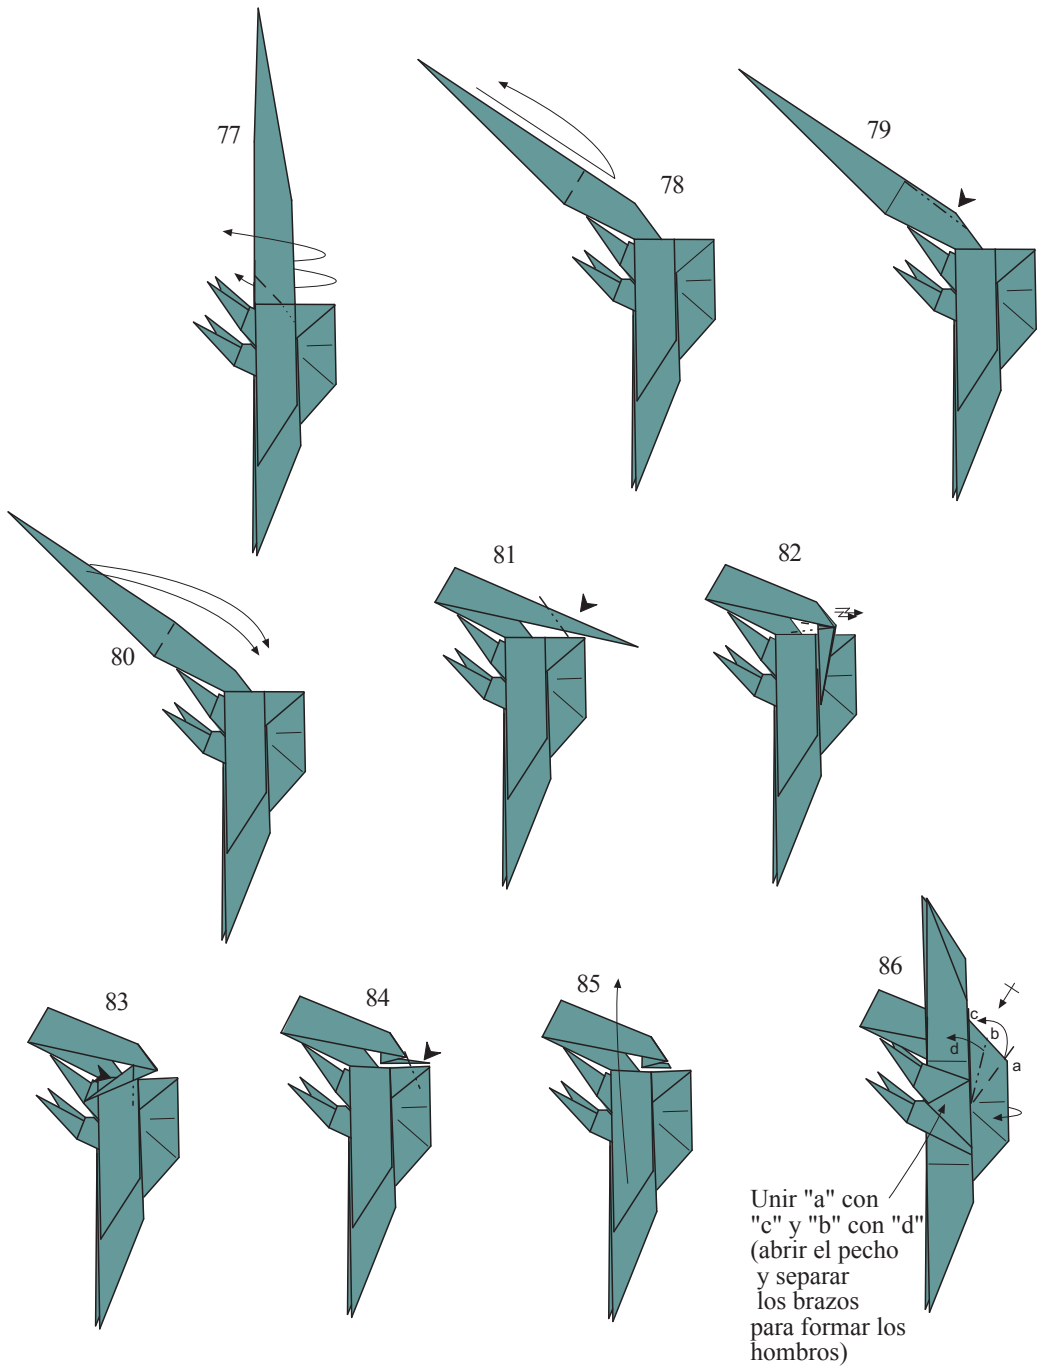 77
78
79
80
81
82
83
84
85
86
c
b
d
a
Unir "a" con
"c" y "b" con "d"
(abrir el pecho
y separar
los brazos
para formar los
hombros)